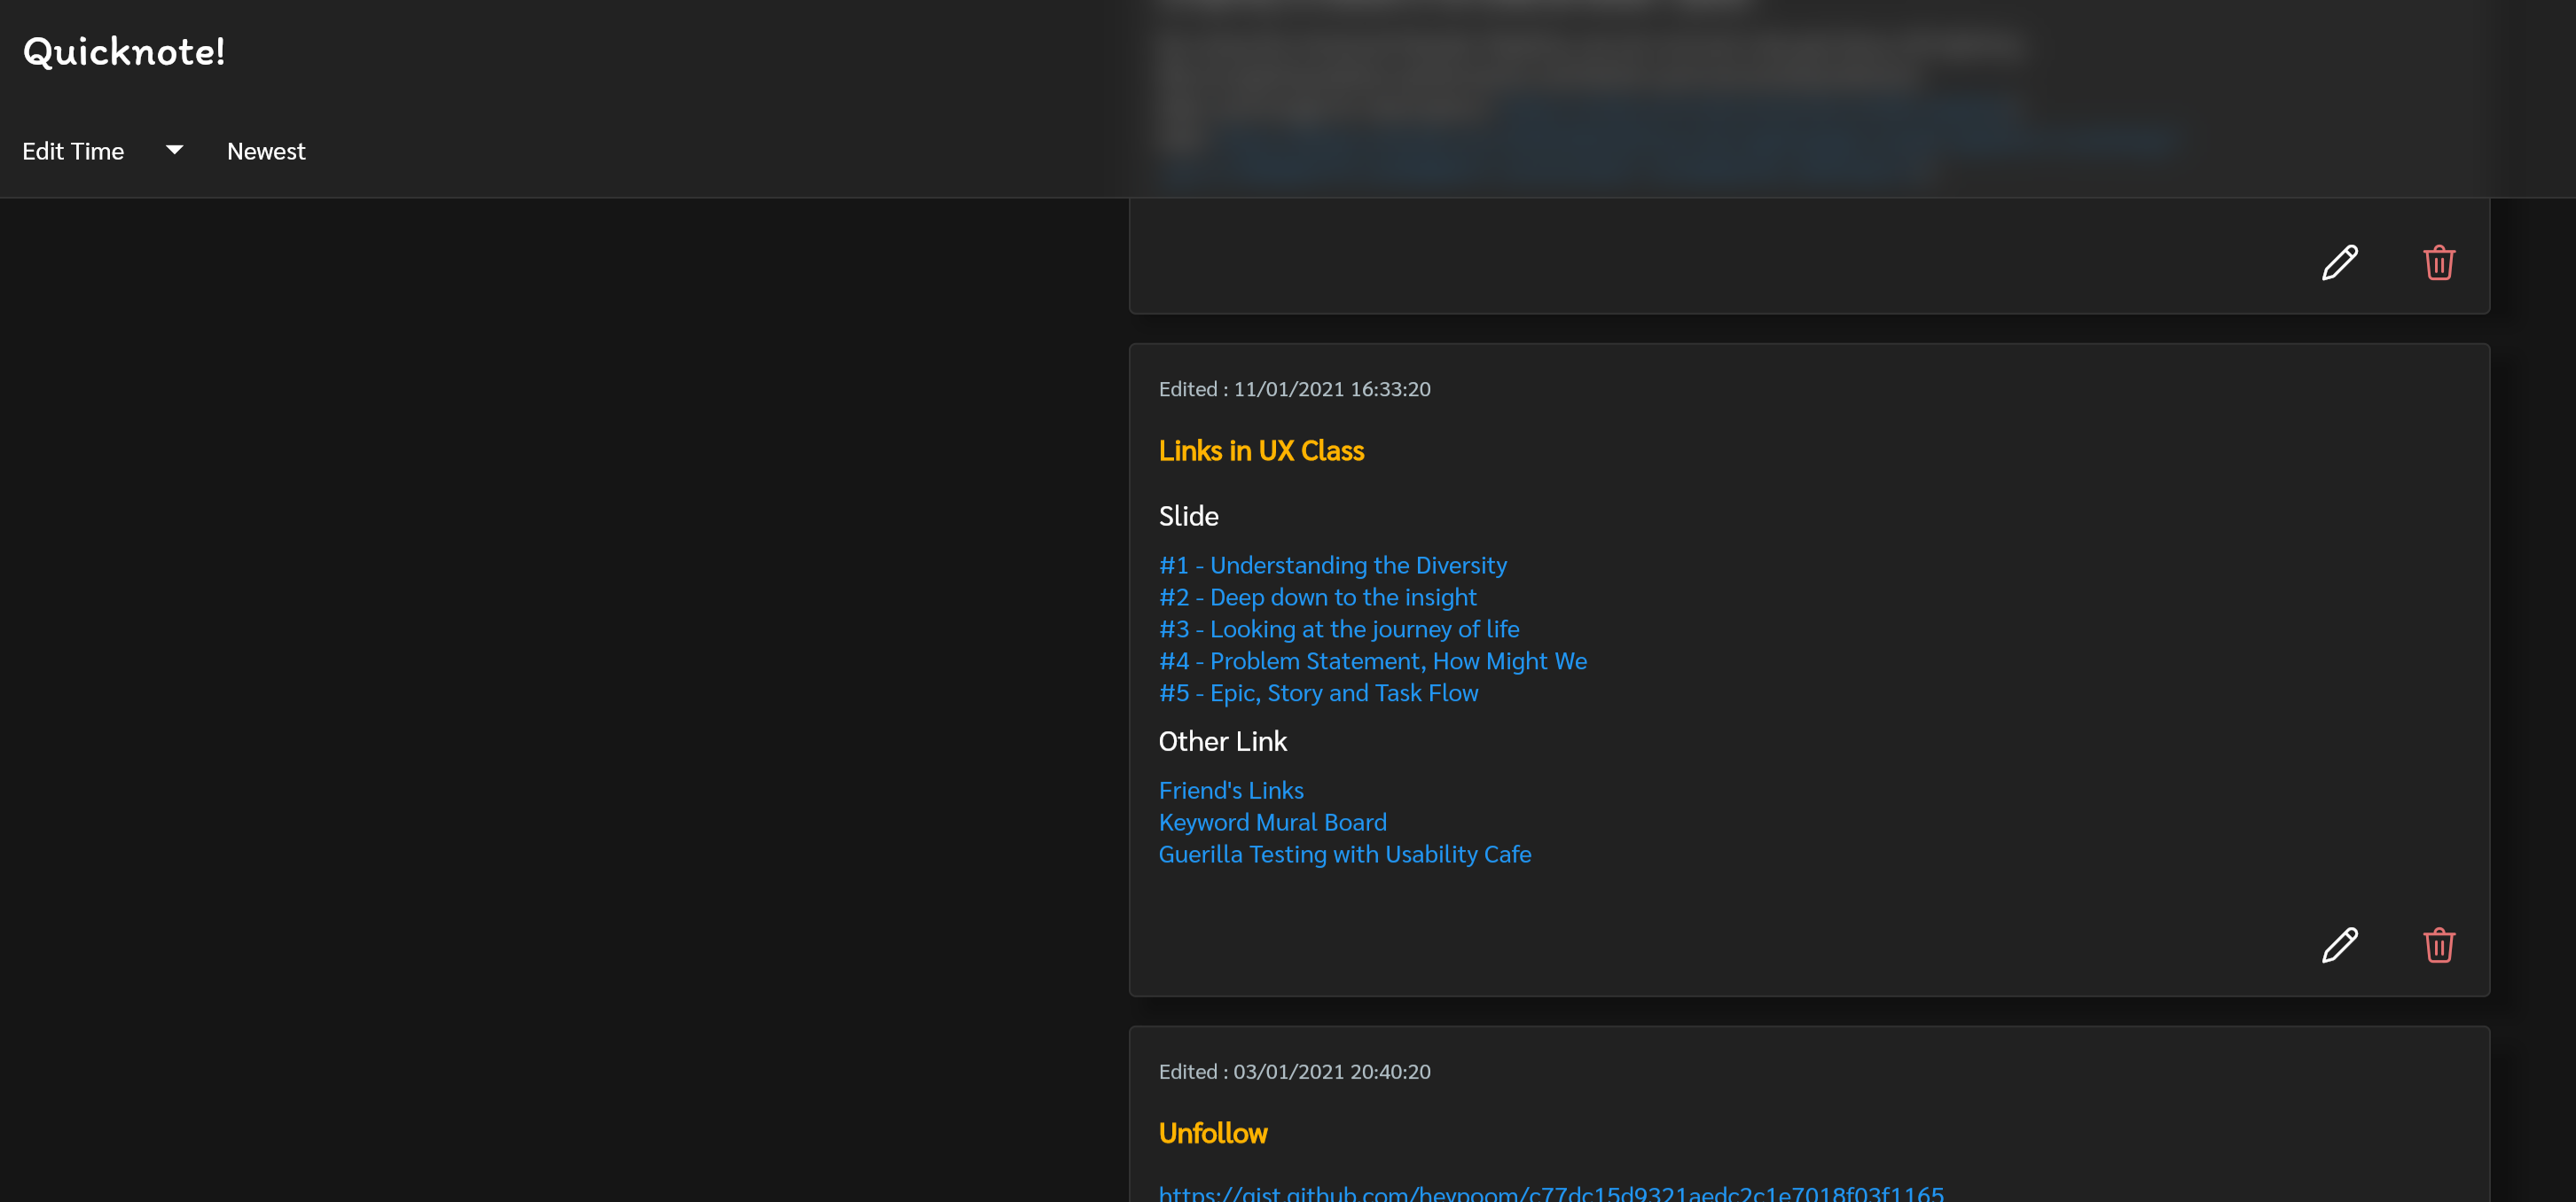 Quicknote!
Edit Time
Newest
Edited : 11/01/2021 16:33:20
Links in UX Class
Slide
#1 - Understanding the Diversity
#2 - Deep down to the insight
#3 - Looking at the journey of life
#4 - Problem Statement, How Might We
#5 - Epic, Story and Task Flow
Other Link
Friend's Links
Keyword Mural Board
Guerilla Testing with Usability Cafe
Edited : 03/01/2021 20:40:20
Unfollow
https://gist.github.com/heypoom/c77dc15d9321aedc2c1e7018f03f1165